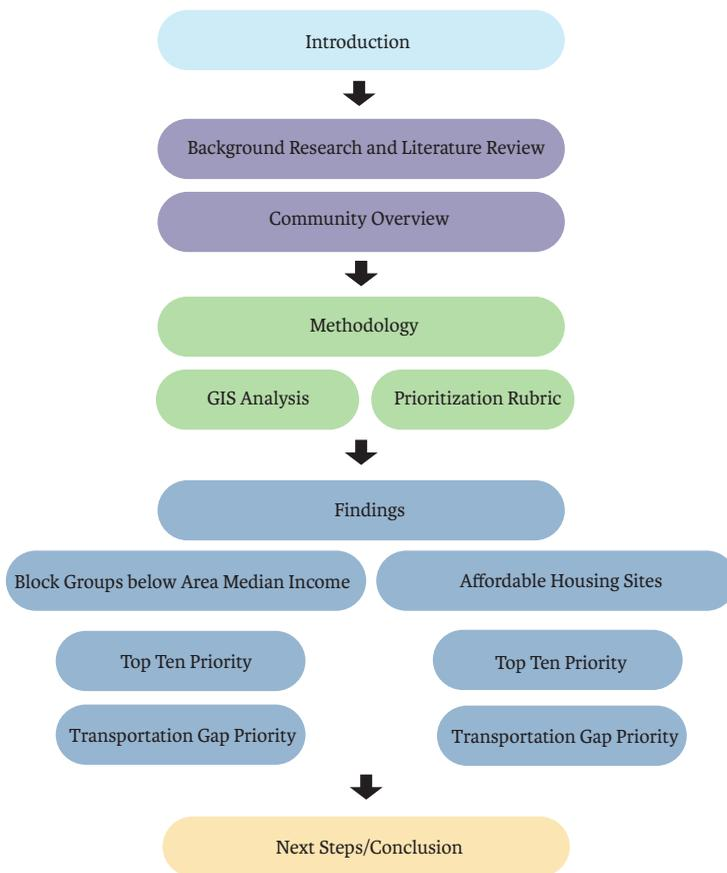 Introduction
Background Research and Literature Review
Community Overview
Methodology
GIS Analysis
Prioritization Rubric
Findings
Block Groups below Area Median Income
Affordable Housing Sites
Top Ten Priority
Top Ten Priority
Transportation Gap Priority
Transportation Gap Priority
Next Steps/Conclusion